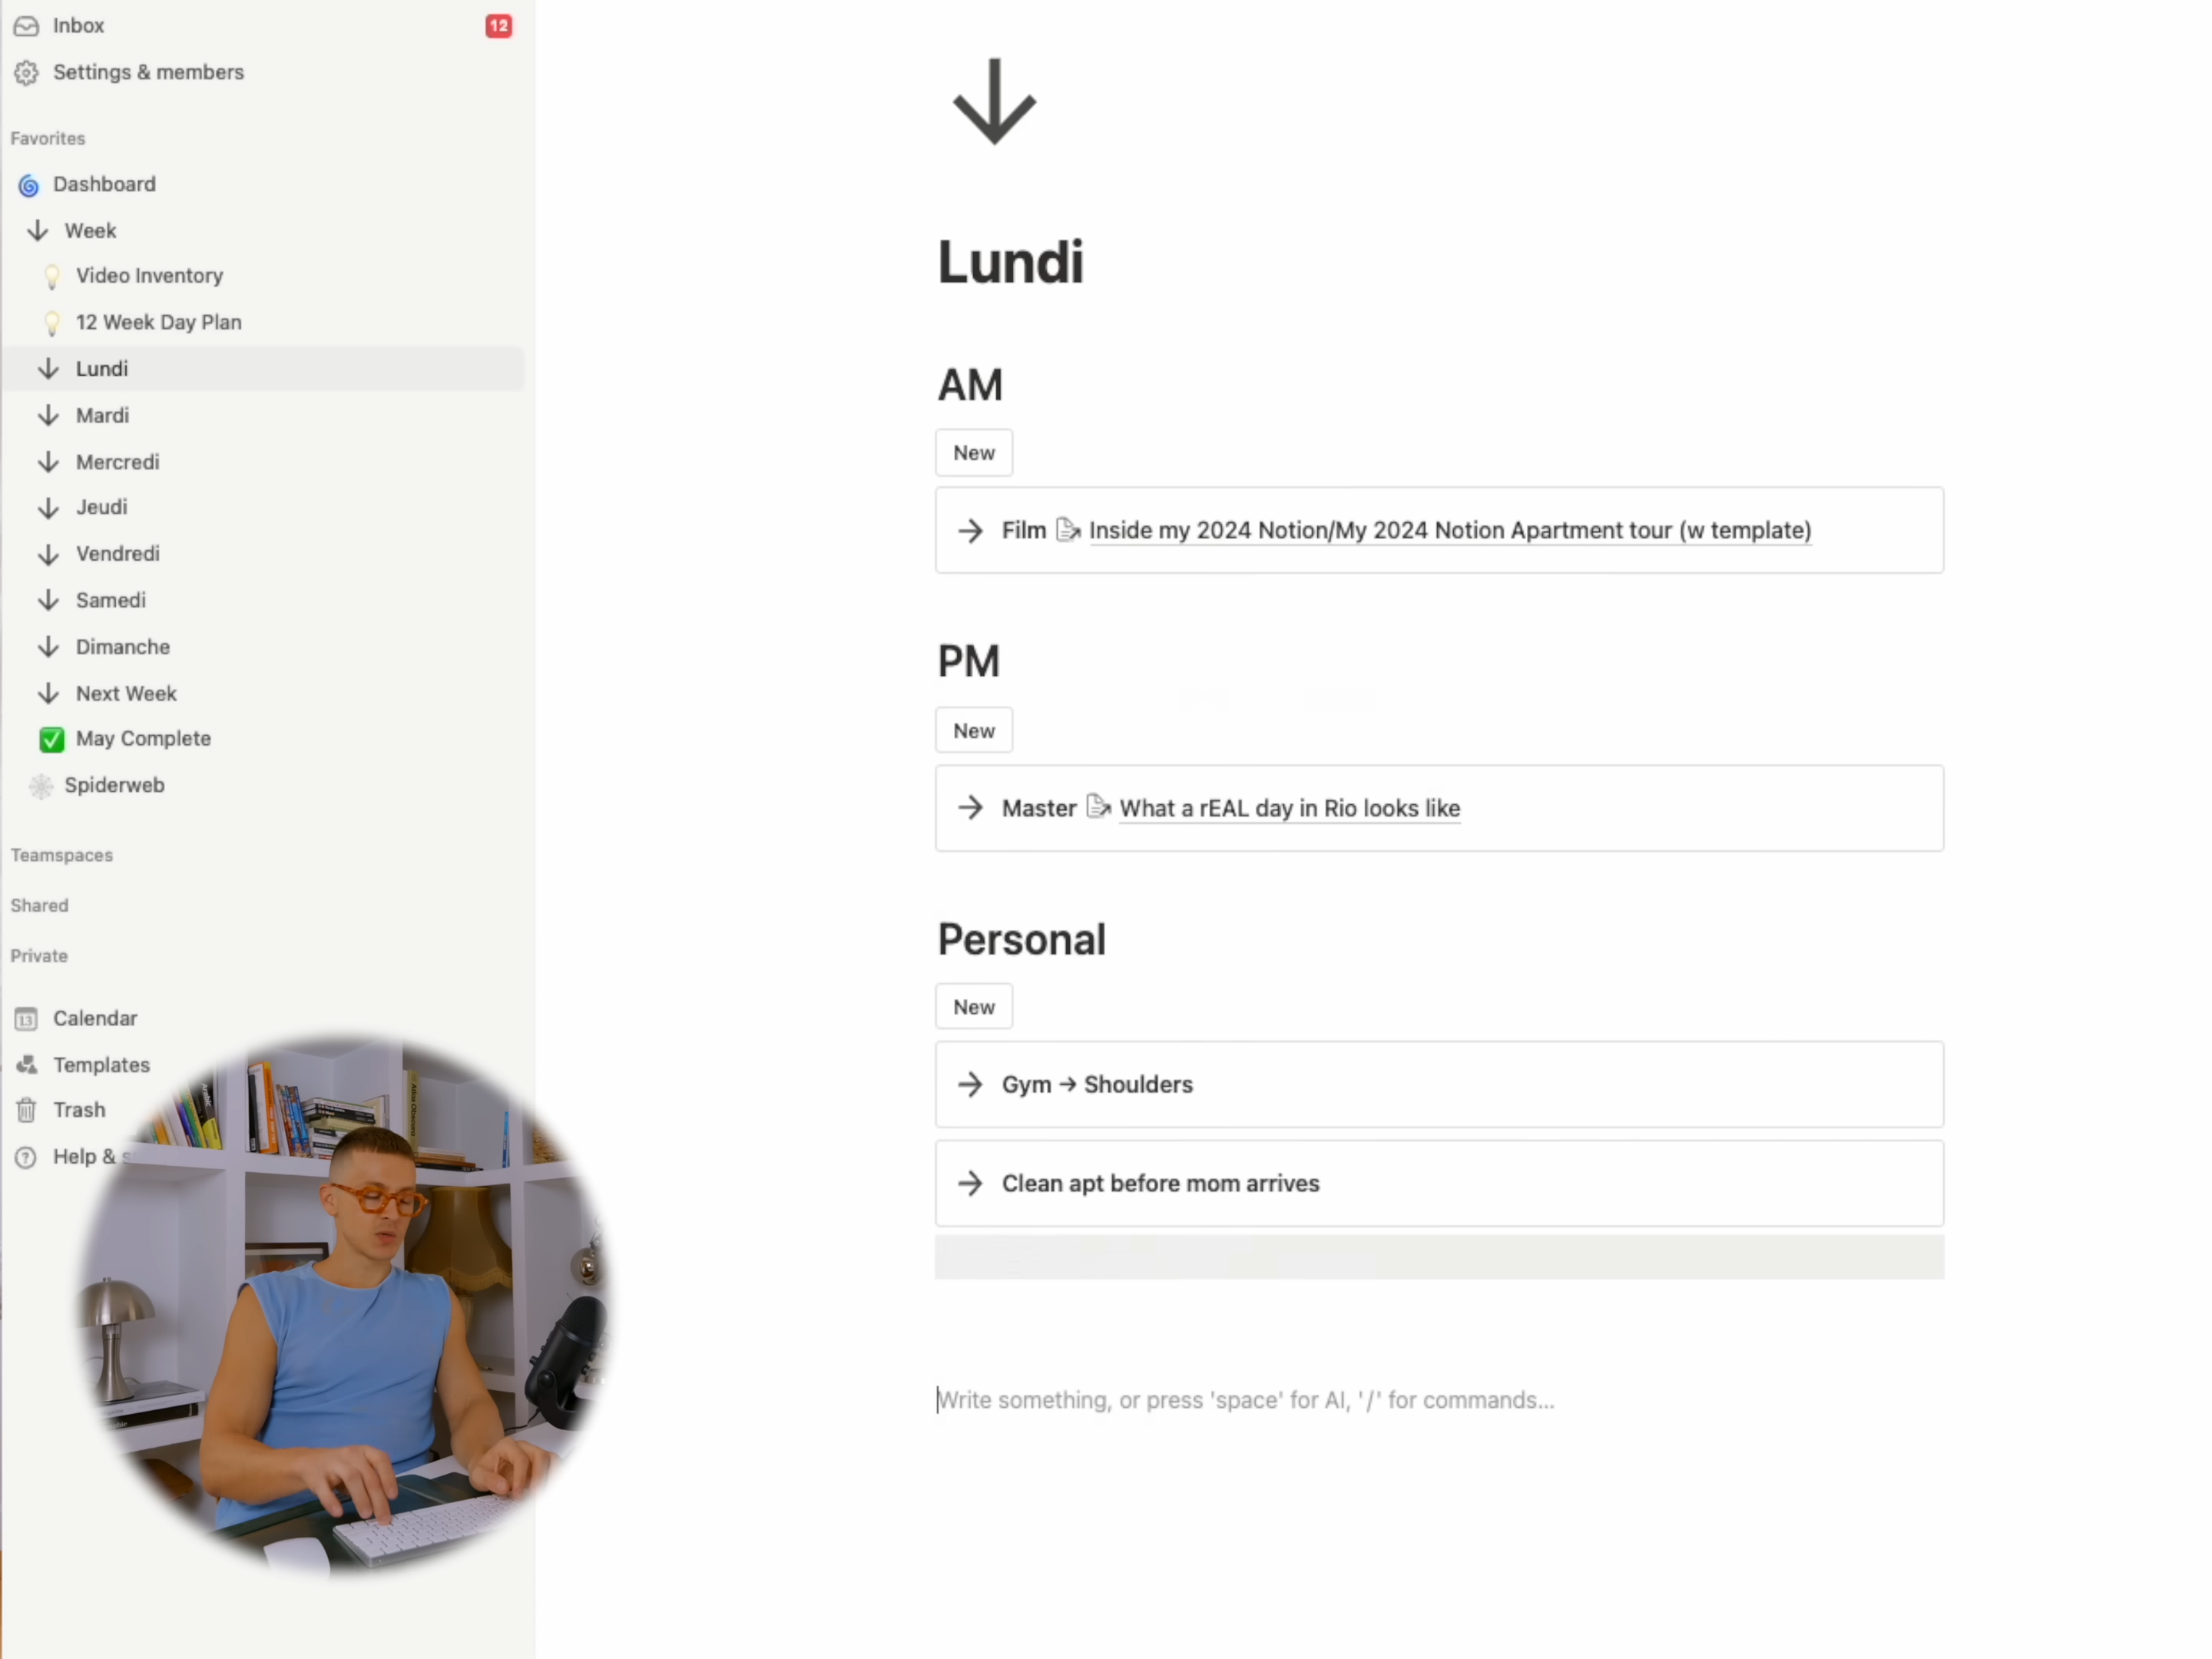 Inbox
12
Settings & members
Favorites
Dashboard
Week
Video Inventory
12 Week Day Plan
Lundi
Mardi
Mercredi
Jeudi
Vendredi
Samedi
Dimanche
Next Week
May Complete
Spiderweb
Teamspaces
Shared
Private
13
Calendar
Templates
Trash
Help &
Lundi
AM
New
Film Inside my 2024 Notion/My 2024 Notion Apartment tour (w template)
PM
New
Master What a rEAL day in Rio looks like
Personal
New
Gym → Shoulders
Clean apt before mom arrives
Write something, or press 'space' for AI, '/' for commands...